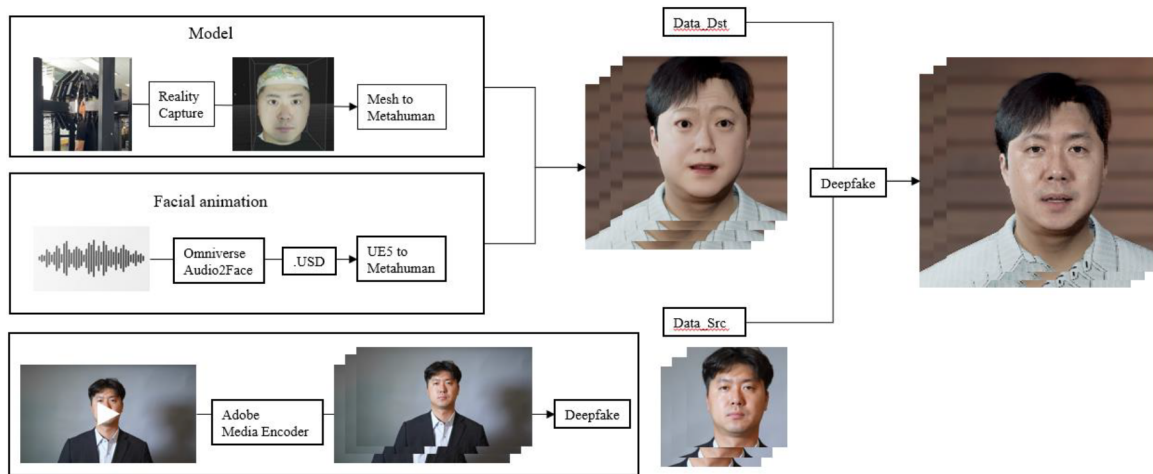 Model
Reality
Capture
Mesh to
Metahuman
Facial animation
Omniverse
Audio2Face
.USD
UE5 to
Metahuman
Adobe
Media Encoder
Deepfake
Data_Dst
Data_Src
Deepfake